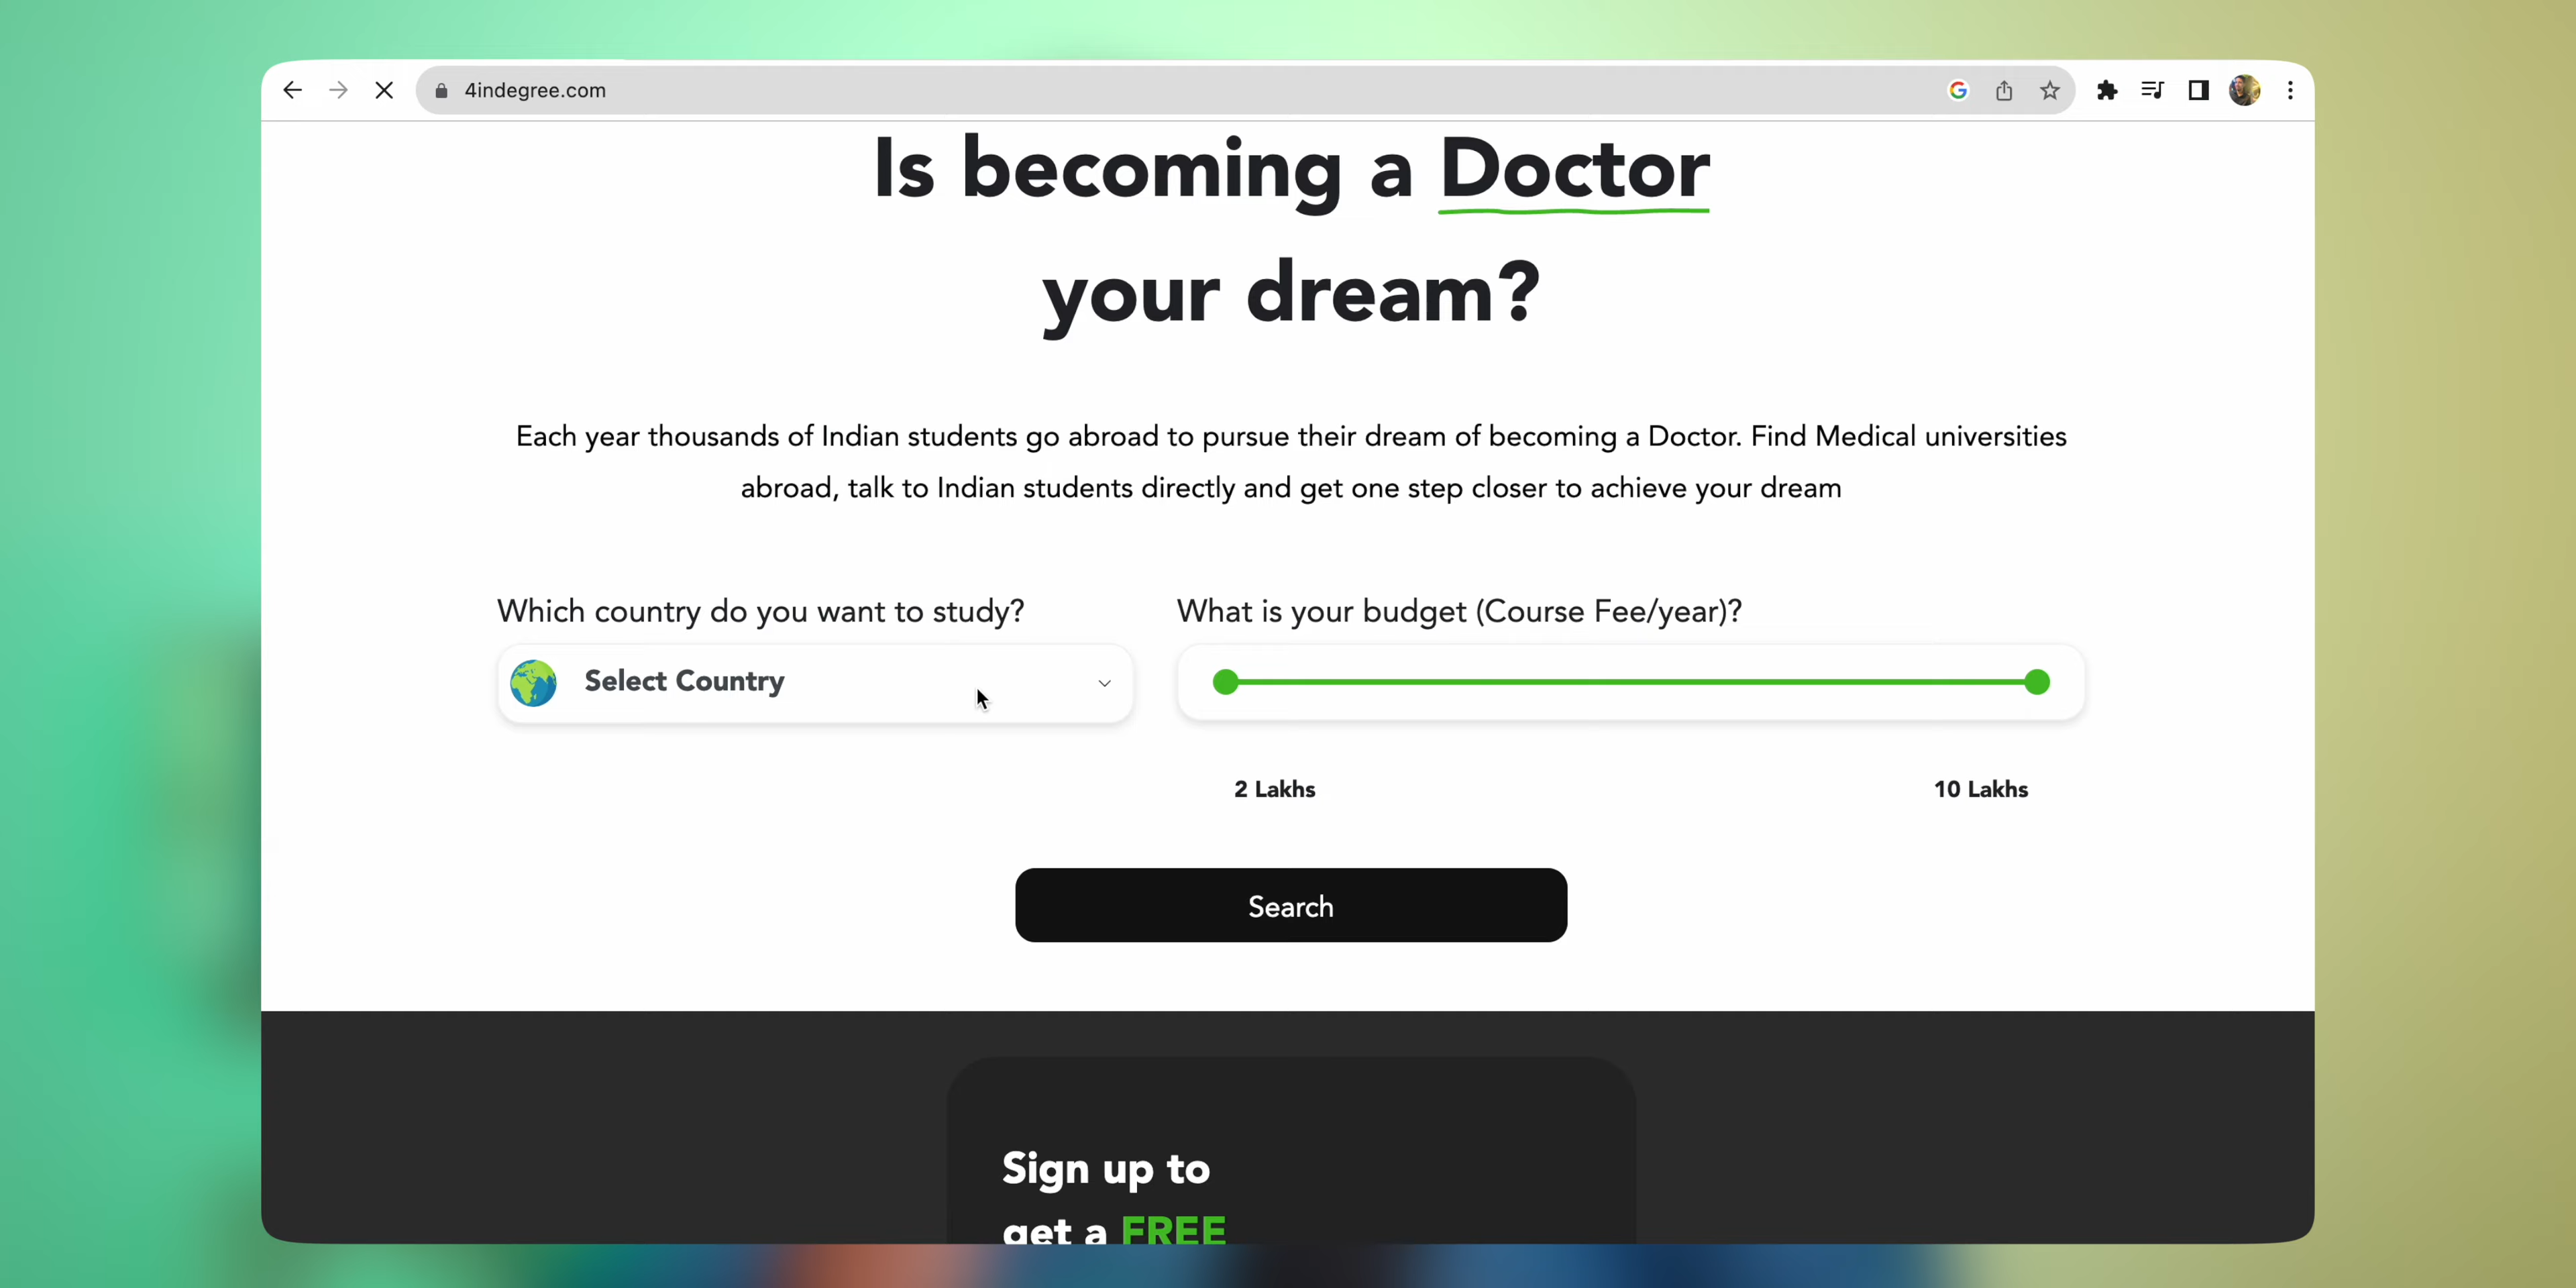 4indegree.com
Is becoming a Doctor
your dream?
Each year thousands of Indian students go abroad to pursue their dream of becoming a Doctor. Find Medical universities
abroad, talk to Indian students directly and get one step closer to achieve your dream
Which country do you want to study?
What is your budget (Course Fee/year)?
Select Country
2 Lakhs
10 Lakhs
Search
Sign up to
get a FREE